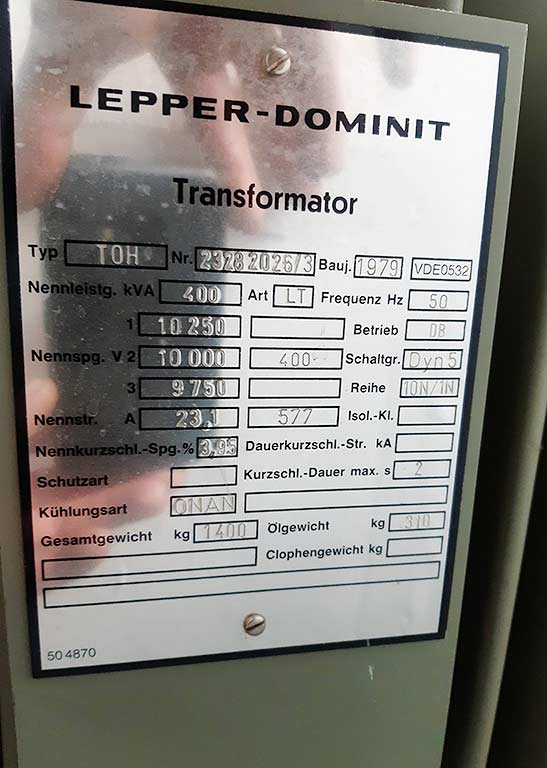 LEPPER-DOMINIT
Transformator
Typ TOH Nr. 2328 2026/3 Bauj. 1979 VDE0532
Nennleistg. kVA 400 Art LT Frequenz Hz 50
1 10 250 Betrieb DB
Nennspg. V 2 10 000 400 Schaltgr. Dyn5
3 9 750 Reihe 10N/1N
Nennstr. A 23,1 577 Isol.-Kl.
Nennkurzschl.-Spg.% 3,95 Dauerkurzschl.-Str. kA
Schutzart Kurzschl.-Dauer max. s 2
Kühlungsart ONAN
Gesamtgewicht kg 1400 Ölgewicht kg 310
Clophengewicht kg
50 4870